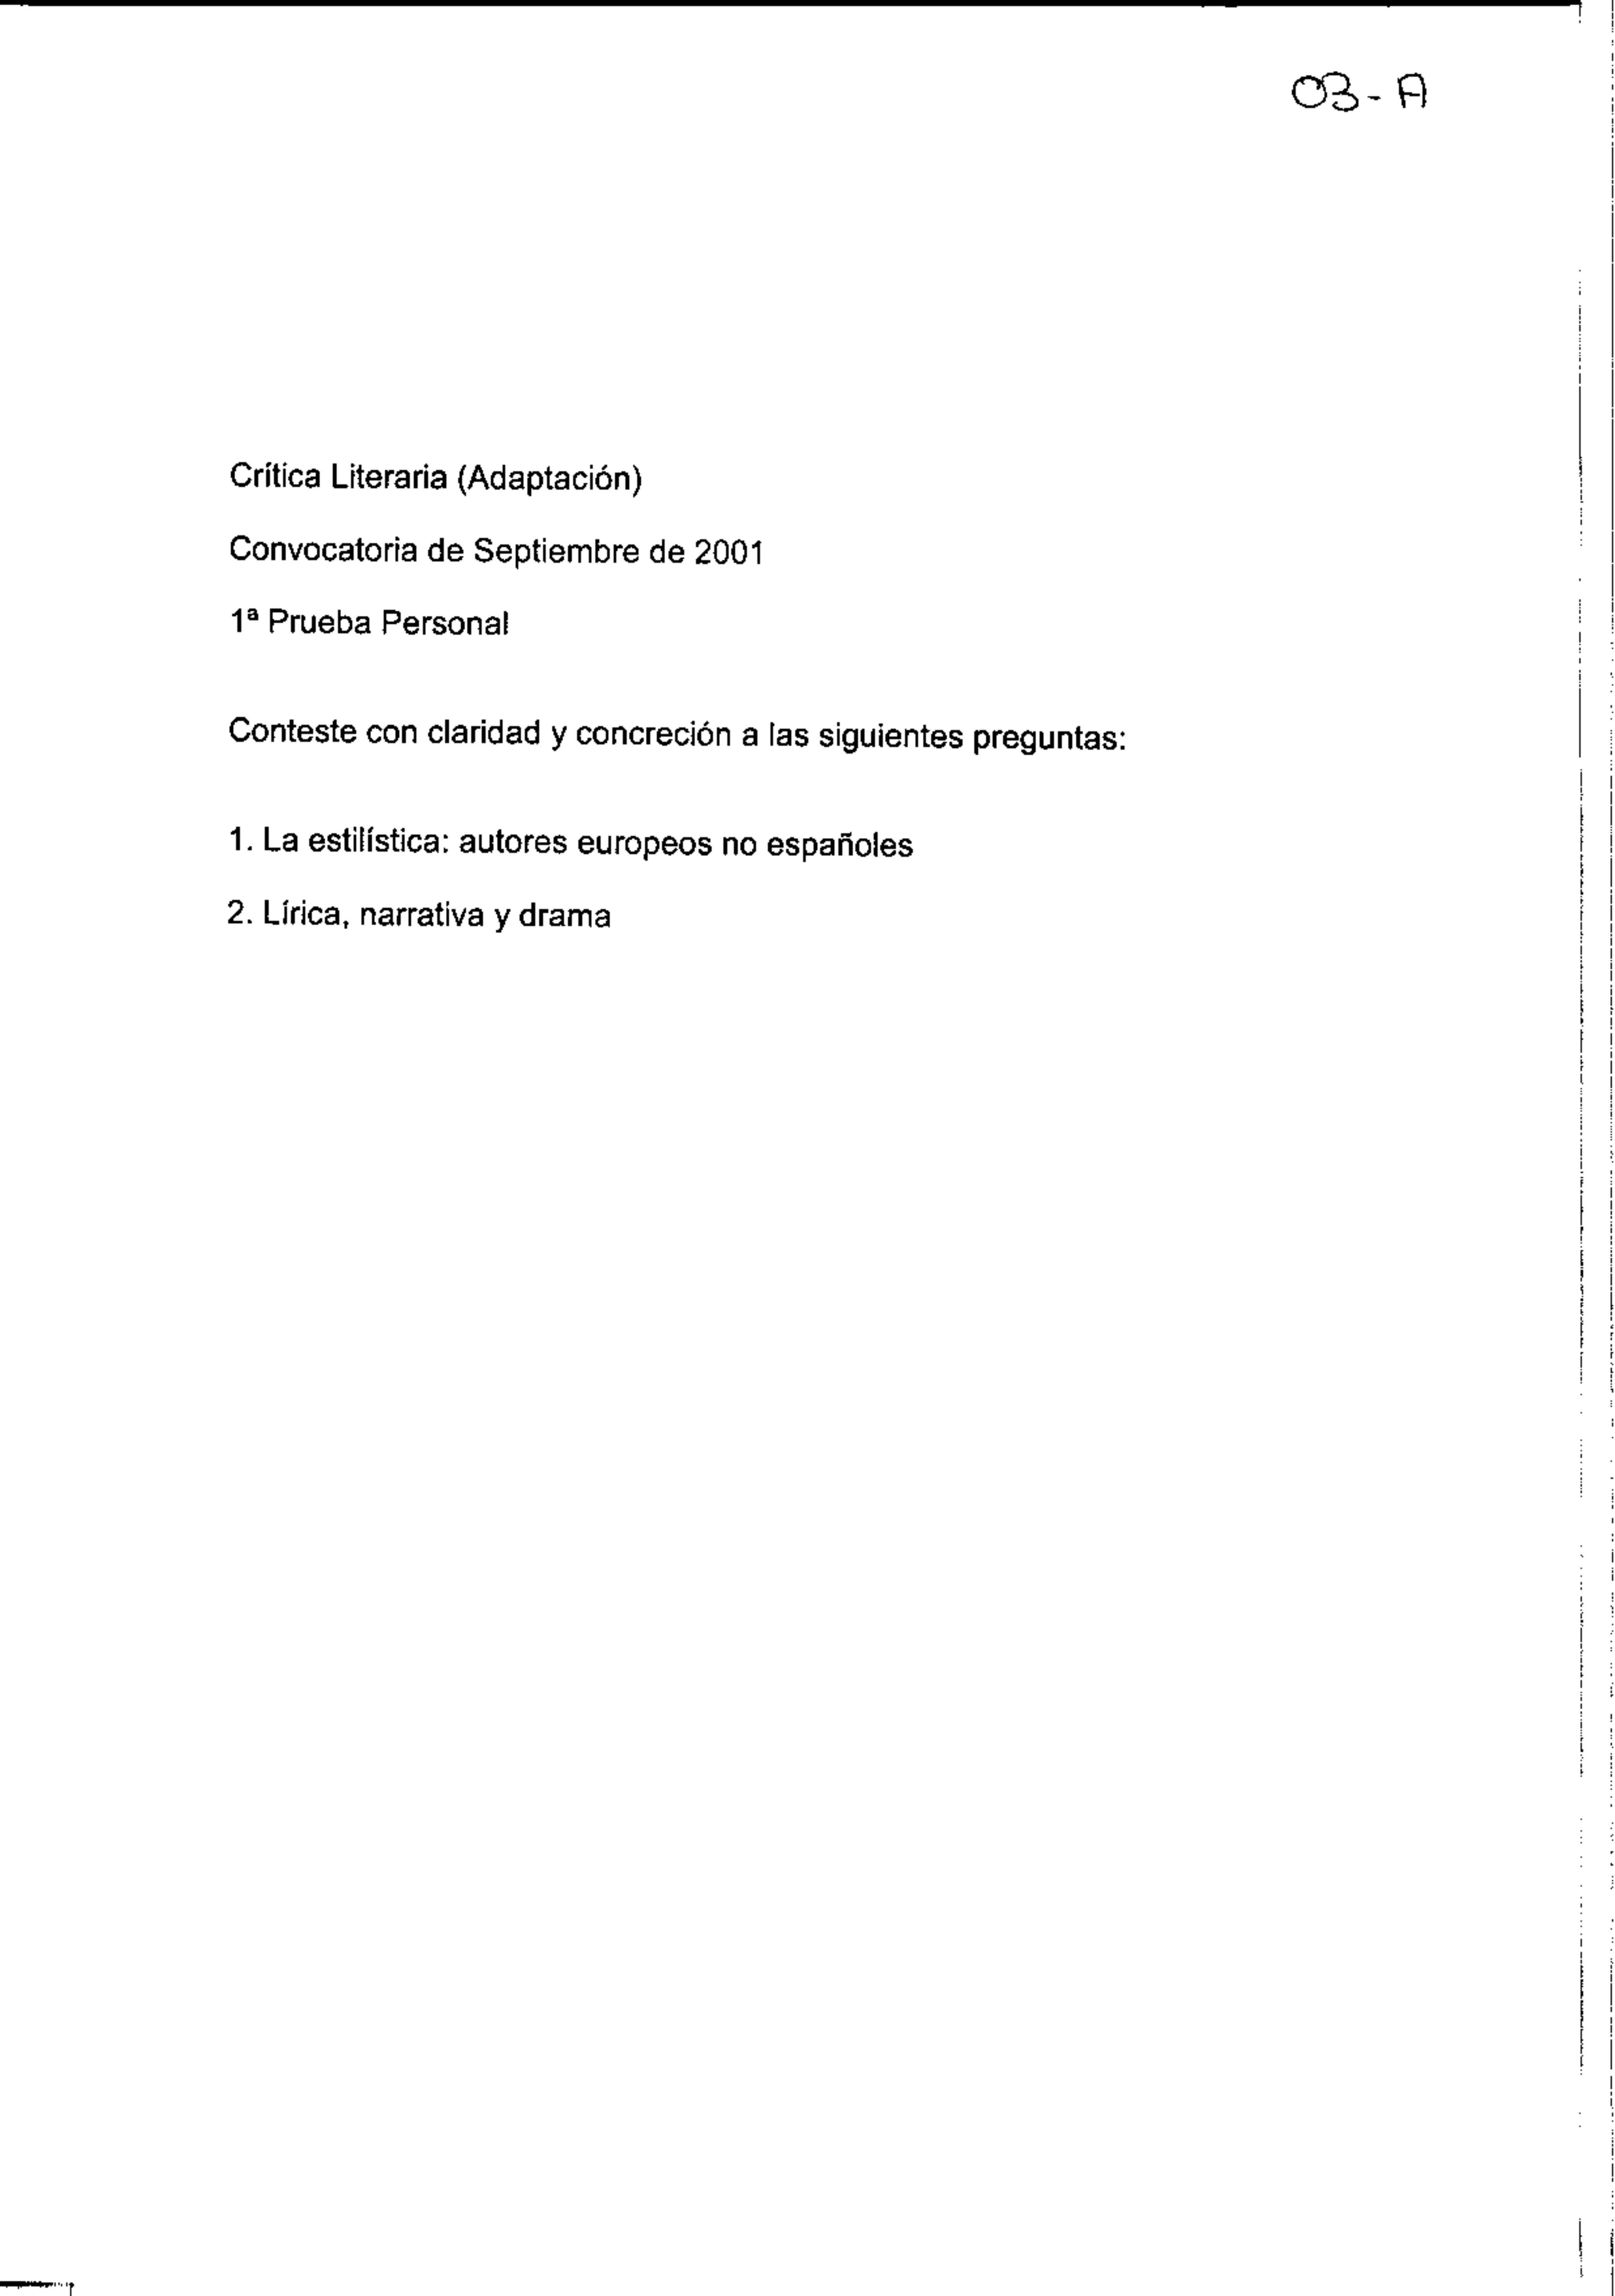 03-A
Crítica Literaria (Adaptación)
Convocatoria de Septiembre de 2001
1ª Prueba Personal
Conteste con claridad y concreción a las siguientes preguntas:
1. La estilística: autores europeos no españoles
2. Lírica, narrativa y drama